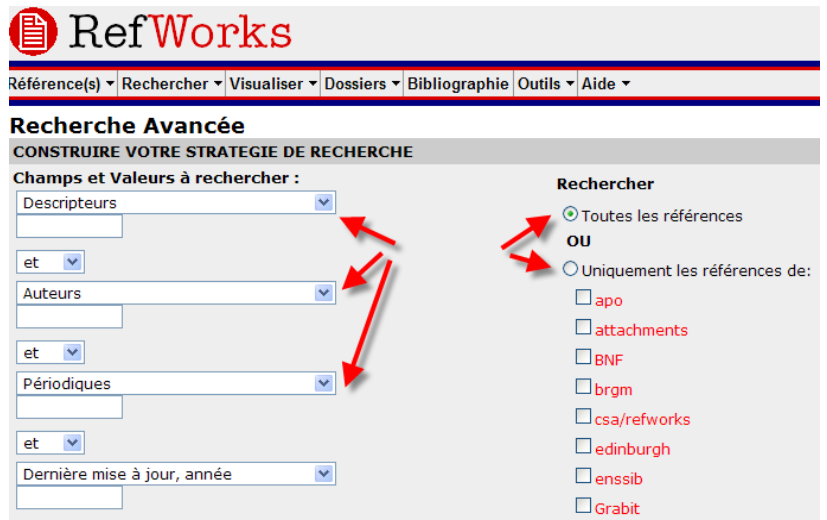 RefWorks
Référence(s) Rechercher Visualiser Dossiers Bibliographie Outils Aide
Recherche Avancée
CONSTRUIRE VOTRE STRATEGIE DE RECHERCHE
Champs et Valeurs à rechercher :
Descripteurs
et
Auteurs
et
Périodiques
et
Dernière mise à jour, année
Rechercher
Toutes les références
OU
Uniquement les références de:
apo
attachments
BNF
brgm
csa/refworks
edinburgh
enssib
Grabit